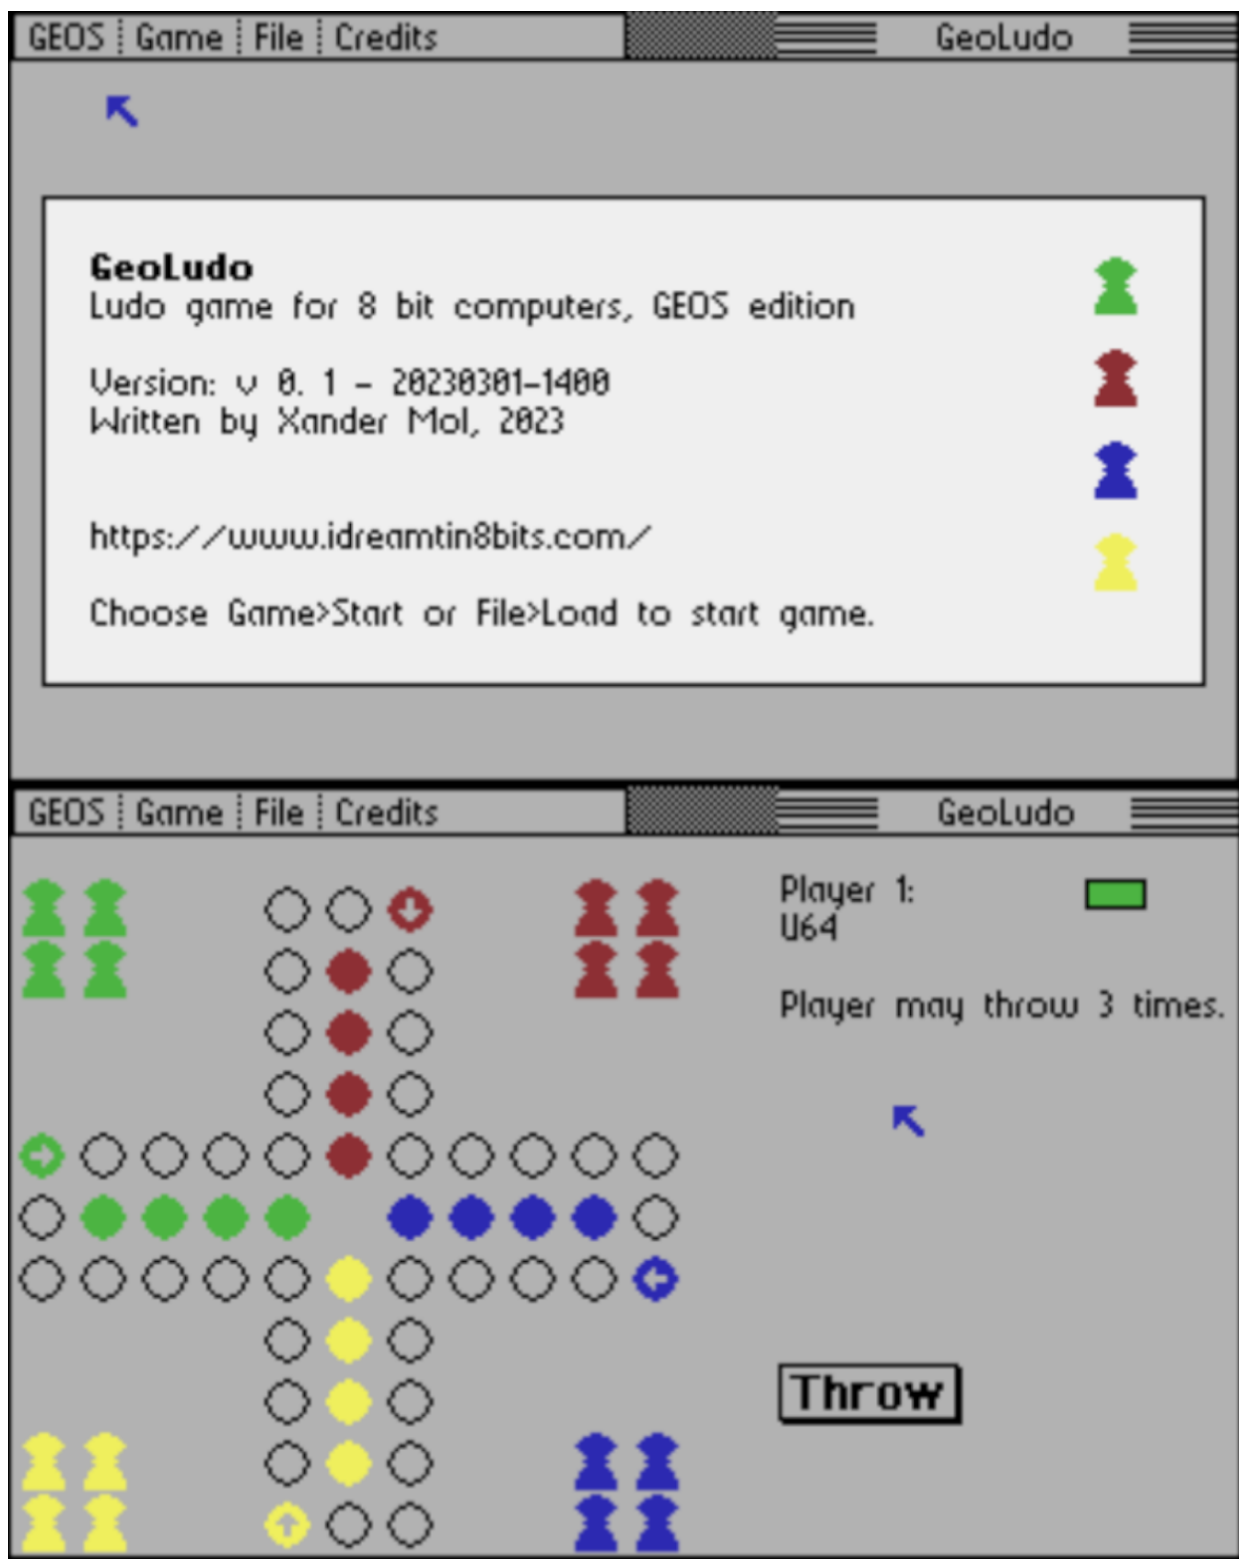 GEOS Game File Credits GeoLudo
GeoLudo
Ludo game for 8 bit computers, GEOS edition
Version: v 0. 1 - 20230301-1400
Written by Xander Mol, 2023
https://www.idreamtin8bits.com/
Choose Game>Start or File>Load to start game.
GEOS Game File Credits GeoLudo
Player 1:
U64
Player may throw 3 times.
Throw